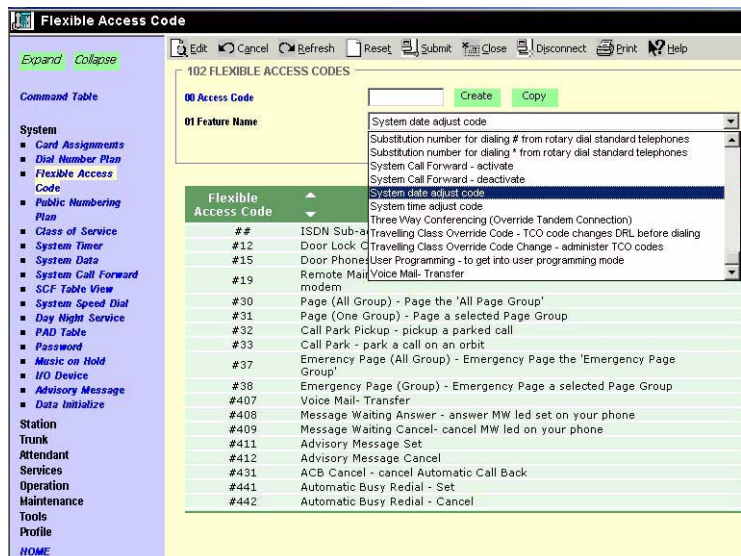 Flexible Access Code
Expand Collapse
Edit Cancel Refresh Reset Submit Close Disconnect Print Help
Command Table
System
Card Assignments
Dial Number Plan
Flexible Access
Code
Public Numbering
Plan
Class of Service
System Timer
System Data
System Call Forward
SCF Table View
System Speed Dial
Day Night Service
PAD Table
Password
Music on Hold
I/O Device
Advisory Message
Data Initialize
Station
Trunk
Attendant
Services
Operation
Maintenance
Tools
Profile
HOME
102 FLEXIBLE ACCESS CODES
00 Access Code Create Copy
01 Feature Name System date adjust code
Substitution number for dialing # from rotary dial standard telephones
Substitution number for dialing * from rotary dial standard telephones
System Call Forward - activate
System Call Forward - deactivate
System date adjust code
System time adjust code
Three Way Conferencing (Override Tandem Connection)
Travelling Class Override Code - TCO code changes DRL before dialing
Travelling Class Override Code Change - administer TCO codes
User Programming - to get into user programming mode
Voice Mail- Transfer
Flexible
Access Code
## ISDN Sub-a
#12 Door Lock C
#15 Door Phone
#19 Remote Mai
modem
#30 Page (All Group) - Page the 'All Page Group'
#31 Page (One Group) - Page a selected Page Group
#32 Call Park Pickup - pickup a parked call
#33 Call Park - park a call on an orbit
#37 Emerency Page (All Group) - Emergency Page the 'Emergency Page
Group'
#38 Emergency Page (Group) - Emergency Page a selected Page Group
#407 Voice Mail- Transfer
#408 Message Waiting Answer - answer MW led set on your phone
#409 Message Waiting Cancel- cancel MW led on your phone
#411 Advisory Message Set
#412 Advisory Message Cancel
#431 ACB Cancel - cancel Automatic Call Back
#441 Automatic Busy Redial - Set
#442 Automatic Busy Redial - Cancel